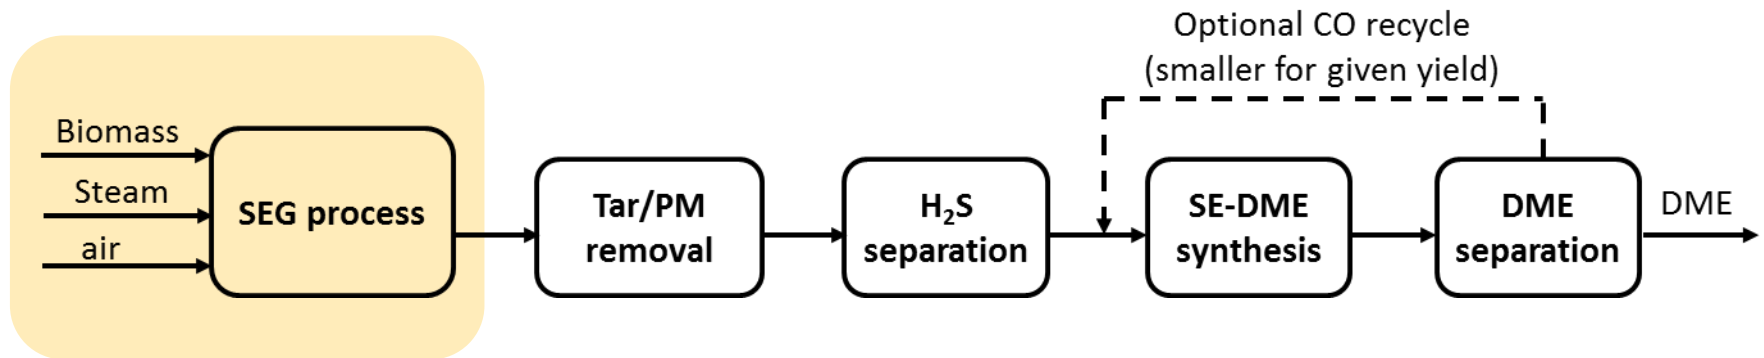 Optional CO recycle
(smaller for given yield)
Biomass
Steam
air
SEG process
Tar/PM
removal
H₂S
separation
SE-DME
synthesis
DME
separation
DME